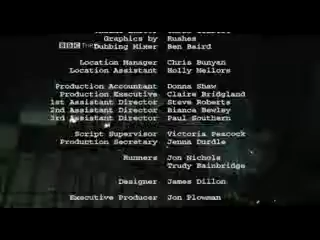 Graphics by Rushes
BBC
Dubbing Mixer Ben Baird
Location Manager Chris Bunyan
Location Assistant Holly Mellors
Production Accountant Donna Shaw
Production Executive Claire Bridgland
1st Assistant Director Steve Roberts
2nd Assistant Director Bianca Bewley
3rd Assistant Director Paul Southern
Script Supervisor Victoria Peacock
Production Secretary Jenna Durdle
Runners Jon Nichols
Trudy Bainbridge
Designer James Dillon
Executive Producer Jon Plowman